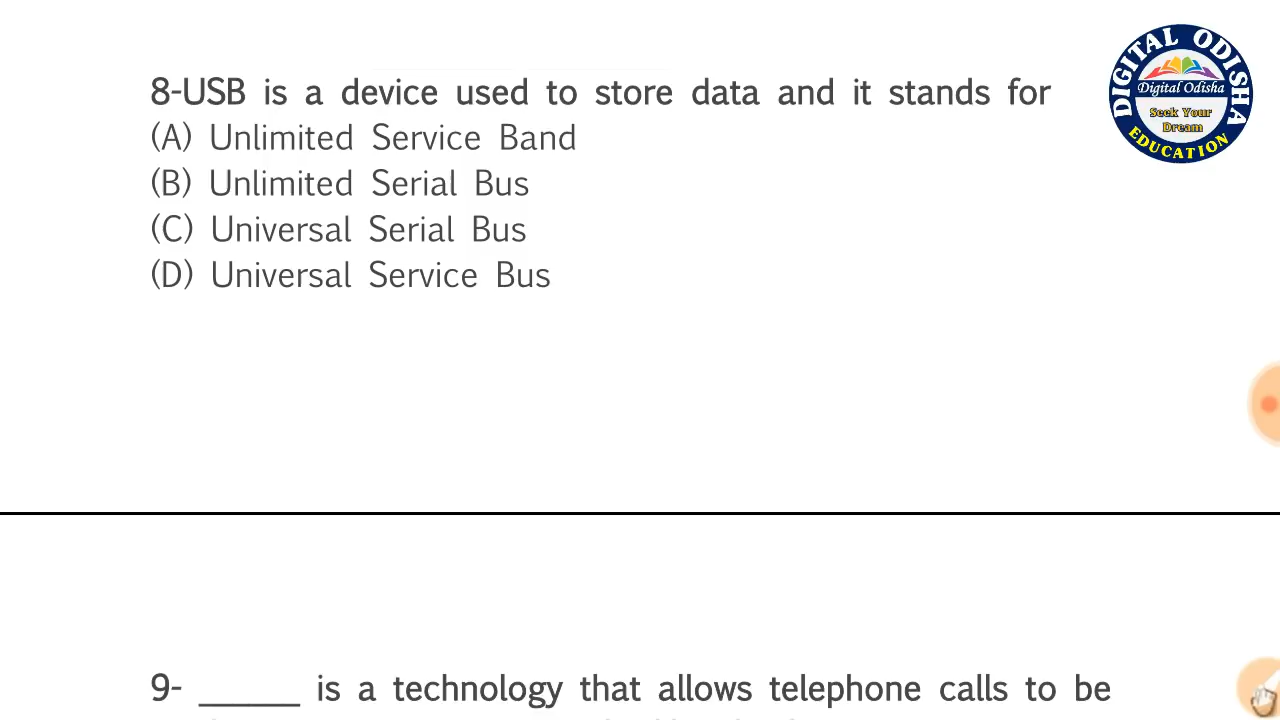 8-USB is a device used to store data and it stands for
(A) Unlimited Service Band
(B) Unlimited Serial Bus
(C) Universal Serial Bus
(D) Universal Service Bus
DIGITAL ODISHA
Digital Odisha
Seek Your
Dream
EDUCATION
9- ______ is a technology that allows telephone calls to be